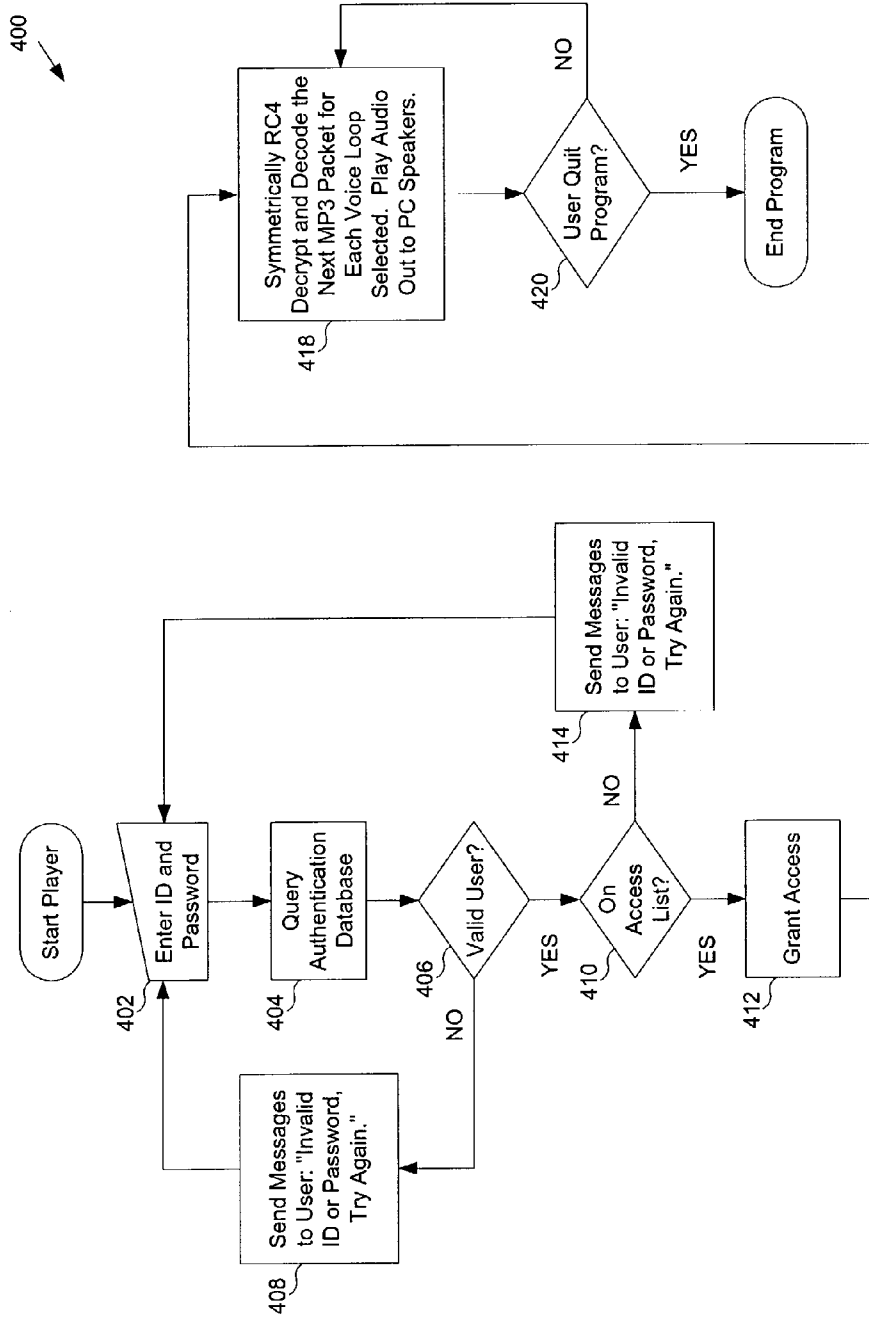 400
Start Player
402
Enter ID and
Password
404
Query
Authentication
Database
406
Valid User?
NO
YES
408
Send Messages
to User: "Invalid
ID or Password,
Try Again."
410
On
Access
List?
NO
YES
414
Send Messages
to User: "Invalid
ID or Password,
Try Again."
412
Grant Access
418
Symmetrically RC4
Decrypt and Decode the
Next MP3 Packet for
Each Voice Loop
Selected. Play Audio
Out to PC Speakers.
420
User Quit
Program?
NO
YES
End Program